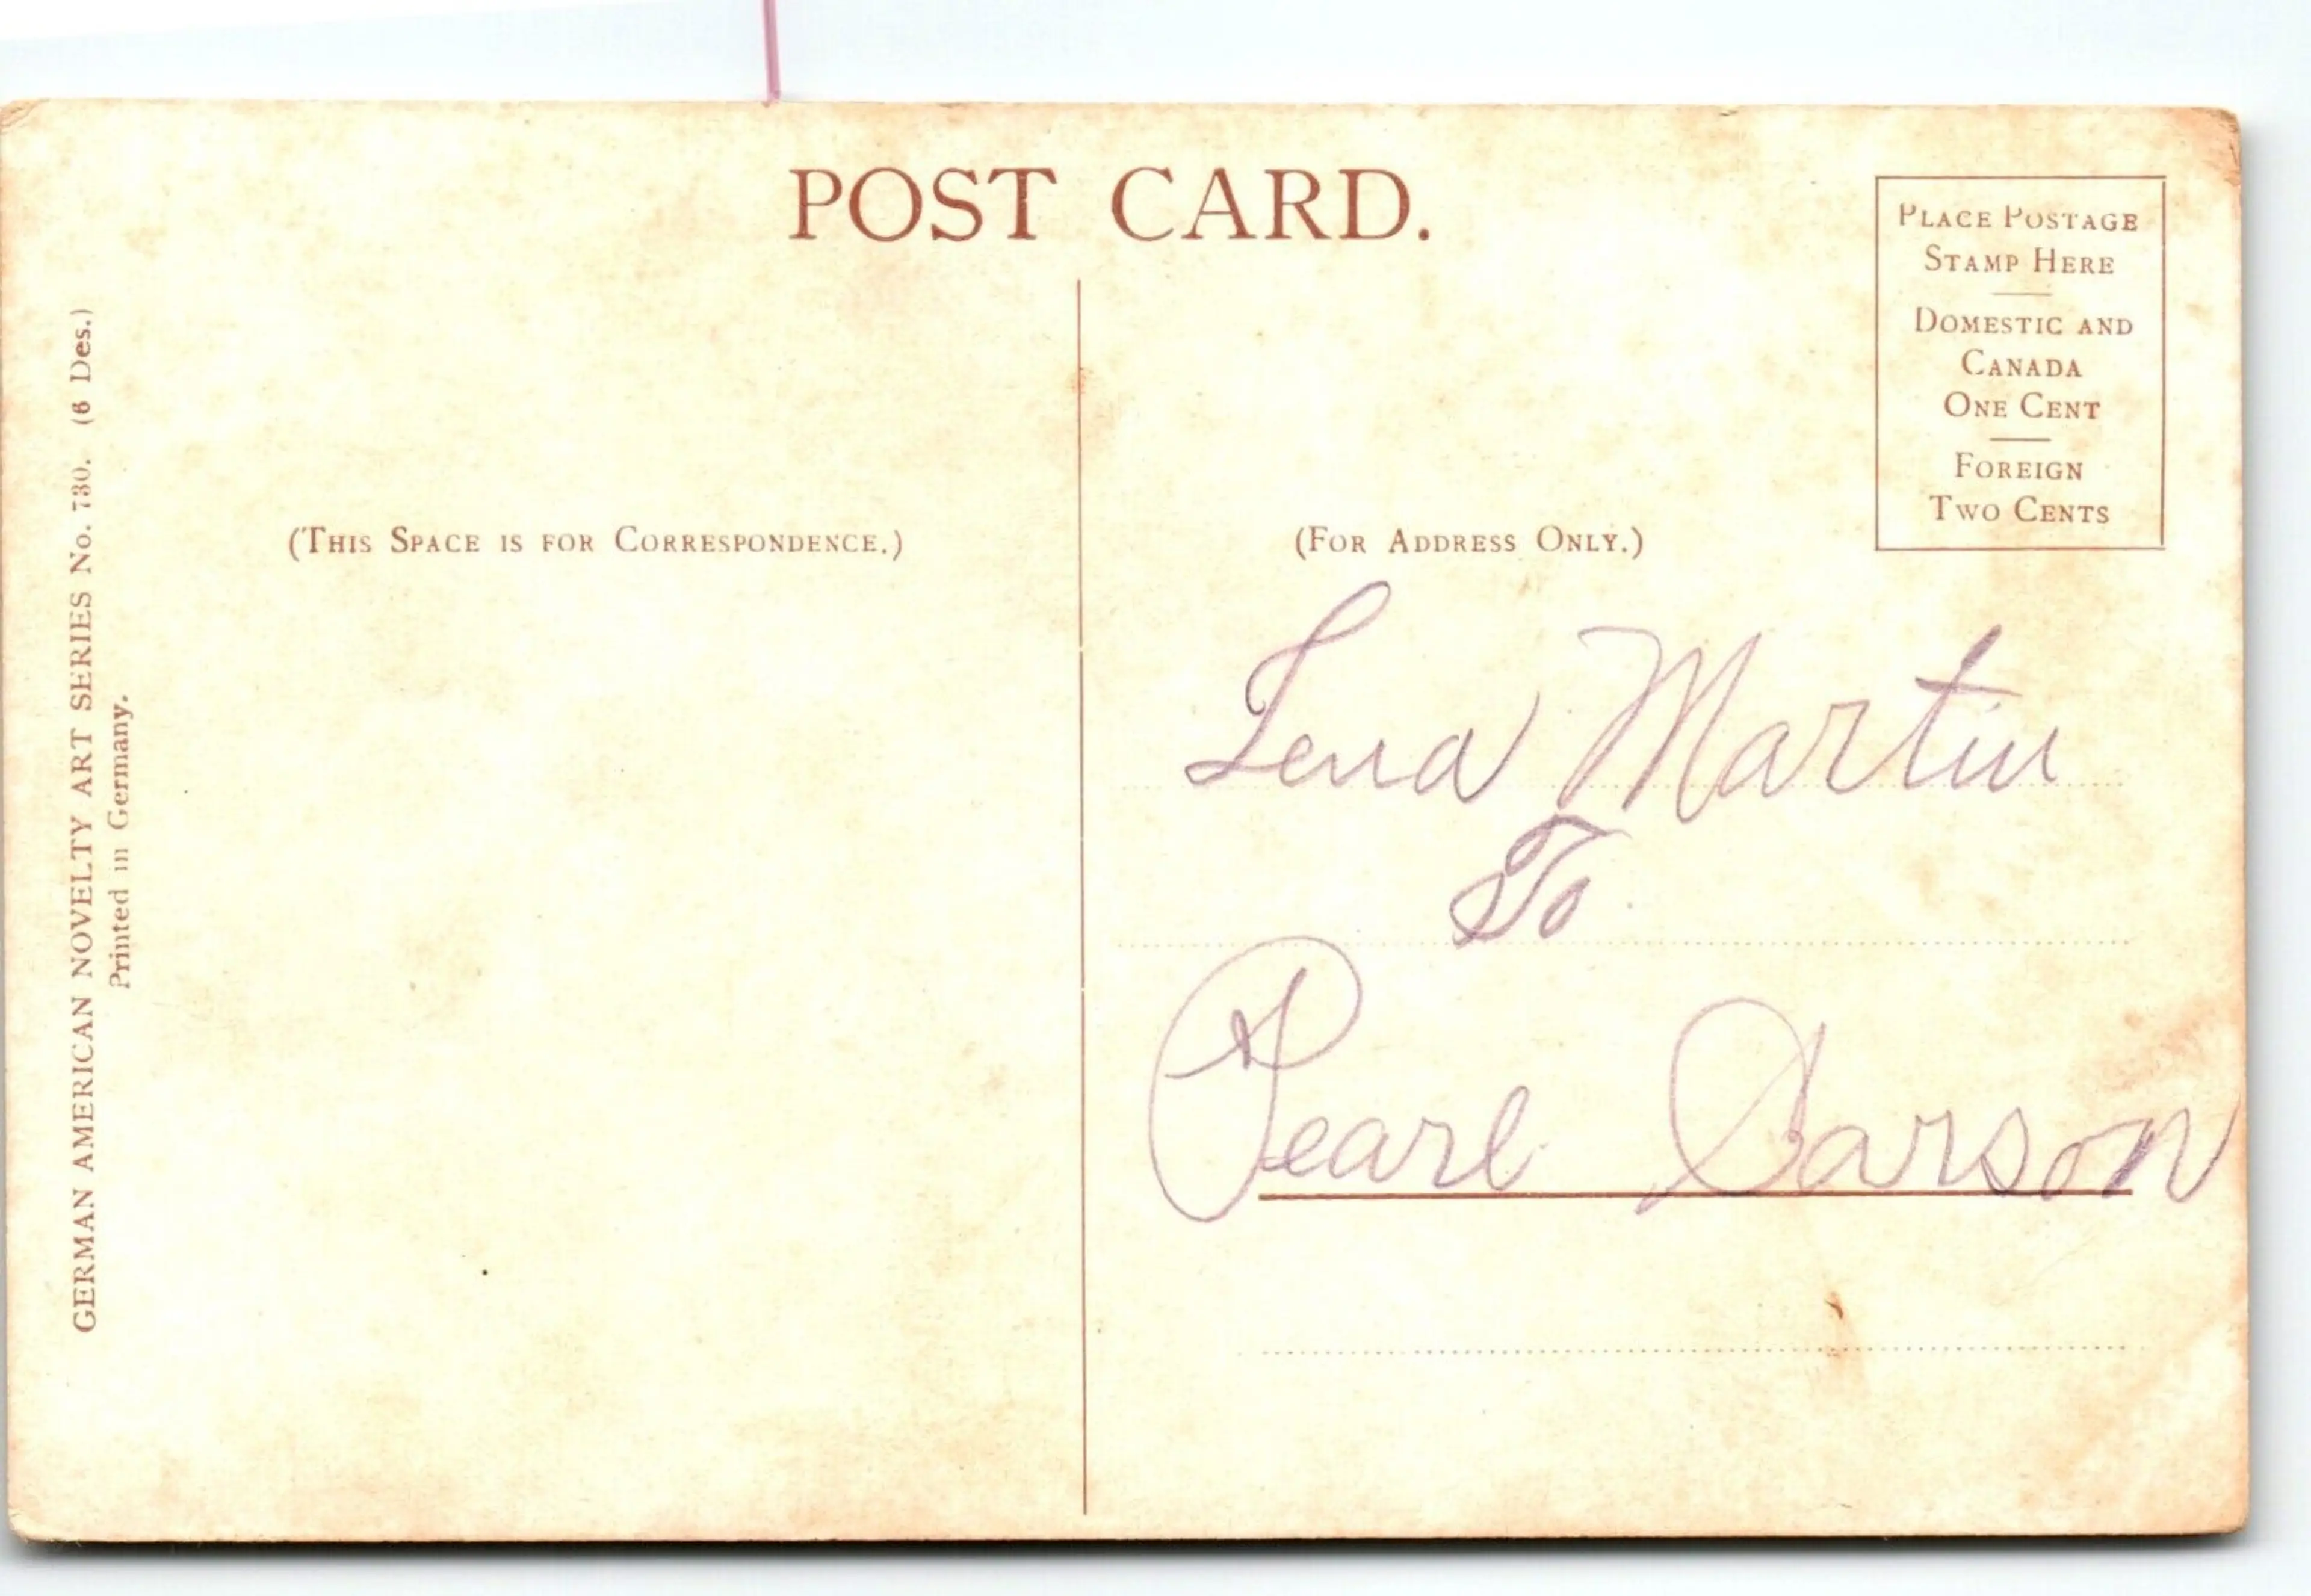 POST CARD.
PLACE POSTAGE
STAMP HERE
DOMESTIC AND
CANADA
ONE CENT
FOREIGN
TWO CENTS
GERMAN AMERICAN NOVELTY ART SERIES No. 730. (6 Des.)
Printed in Germany.
(THIS SPACE IS FOR CORRESPONDENCE.)
(FOR ADDRESS ONLY.)
Lena Martin
To
Pearl